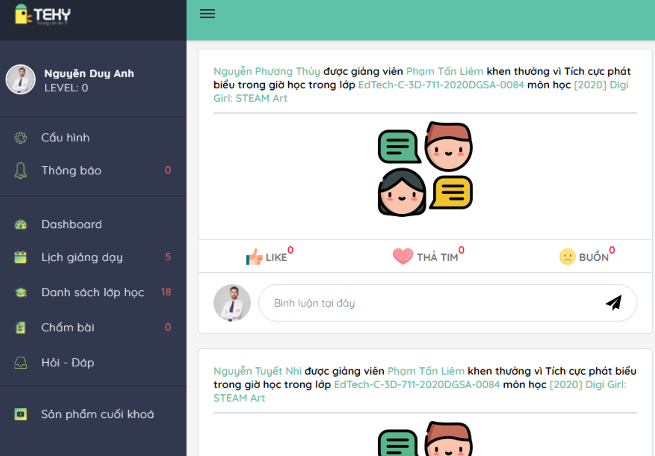 TEKY
Nguyễn Duy Anh
LEVEL: 0
Cấu hình
Thông báo 0
Dashboard
Lịch giảng dạy 5
Danh sách lớp học 18
Chấm bài 0
Hỏi - Đáp
Sản phẩm cuối khoá
Nguyễn Phương Thủy được giảng viên Phạm Tấn Liêm khen thưởng vì Tích cực phát
biểu trong giờ học trong lớp EdTech-C-3D-711-2020DGSA-0084 môn học [2020] Digi
Girl: STEAM Art
LIKE 0
THẢ TIM 0
BUỒN 0
Bình luận tại đây
Nguyễn Tuyết Nhi được giảng viên Phạm Tấn Liêm khen thưởng vì Tích cực phát biểu
trong giờ học trong lớp EdTech-C-3D-711-2020DGSA-0084 môn học [2020] Digi Girl:
STEAM Art